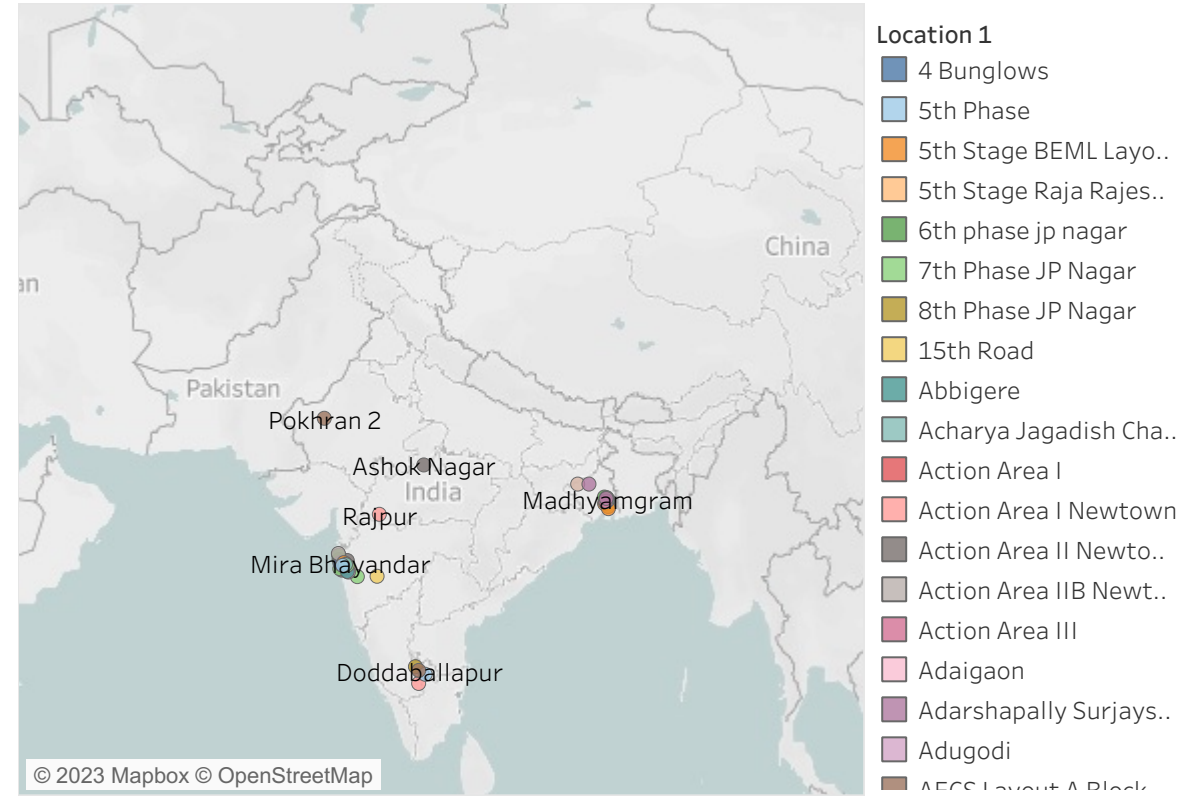 an
China
Pakistan
Pokhran 2
Ashok Nagar
India
Madhyamgram
Rajpur
Mira Bhayandar
Doddaballapur
© 2023 Mapbox © OpenStreetMap
Location 1
4 Bunglows
5th Phase
5th Stage BEML Layo..
5th Stage Raja Rajes..
6th phase jp nagar
7th Phase JP Nagar
8th Phase JP Nagar
15th Road
Abbigere
Acharya Jagadish Cha..
Action Area I
Action Area I Newtown
Action Area II Newto..
Action Area IIB Newt..
Action Area III
Adaigaon
Adarshapally Surjays..
Adugodi
AECS Layout A Block